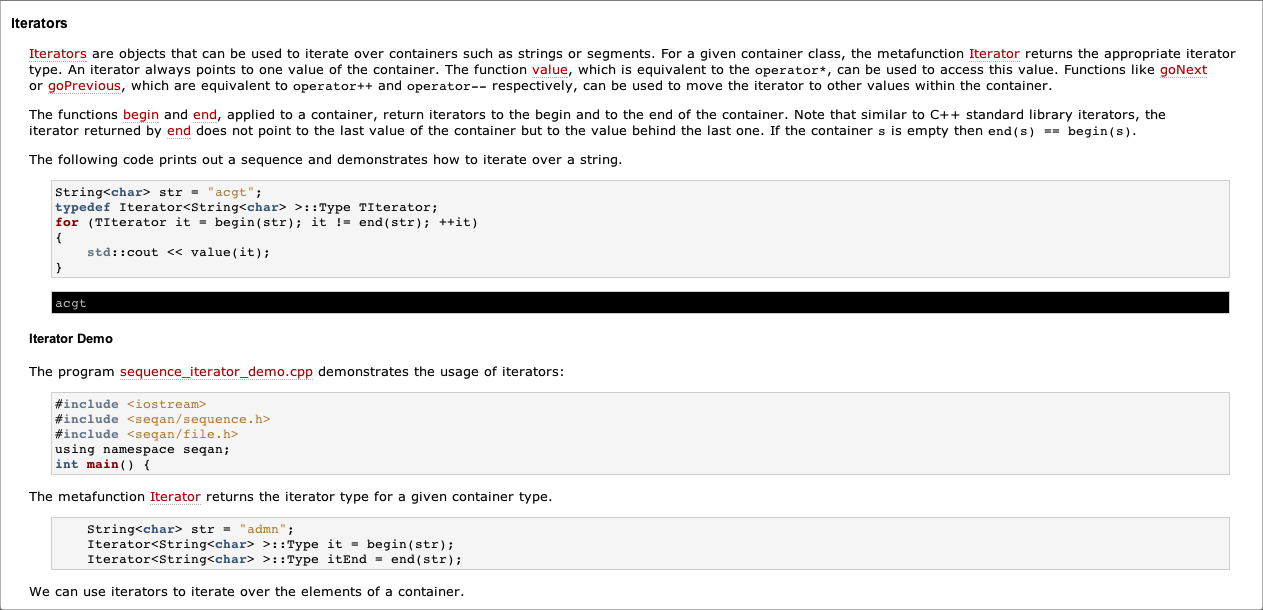 Iterators
Iterators are objects that can be used to iterate over containers such as strings or segments. For a given container class, the metafunction Iterator returns the appropriate iterator
type. An iterator always points to one value of the container. The function value, which is equivalent to the operator*, can be used to access this value. Functions like goNext
or goPrevious, which are equivalent to operator++ and operator-- respectively, can be used to move the iterator to other values within the container.
The functions begin and end, applied to a container, return iterators to the begin and to the end of the container. Note that similar to C++ standard library iterators, the
iterator returned by end does not point to the last value of the container but to the value behind the last one. If the container s is empty then end(s) == begin(s).
The following code prints out a sequence and demonstrates how to iterate over a string.
String<char> str = "acgt";
typedef Iterator<String<char> >::Type TIterator;
for (TIterator it = begin(str); it != end(str); ++it)
{
    std::cout << value(it);
}
acgt
Iterator Demo
The program sequence_iterator_demo.cpp demonstrates the usage of iterators:
#include <iostream>
#include <seqan/sequence.h>
#include <seqan/file.h>
using namespace seqan;
int main() {
The metafunction Iterator returns the iterator type for a given container type.
    String<char> str = "admn";
    Iterator<String<char> >::Type it = begin(str);
    Iterator<String<char> >::Type itEnd = end(str);
We can use iterators to iterate over the elements of a container.